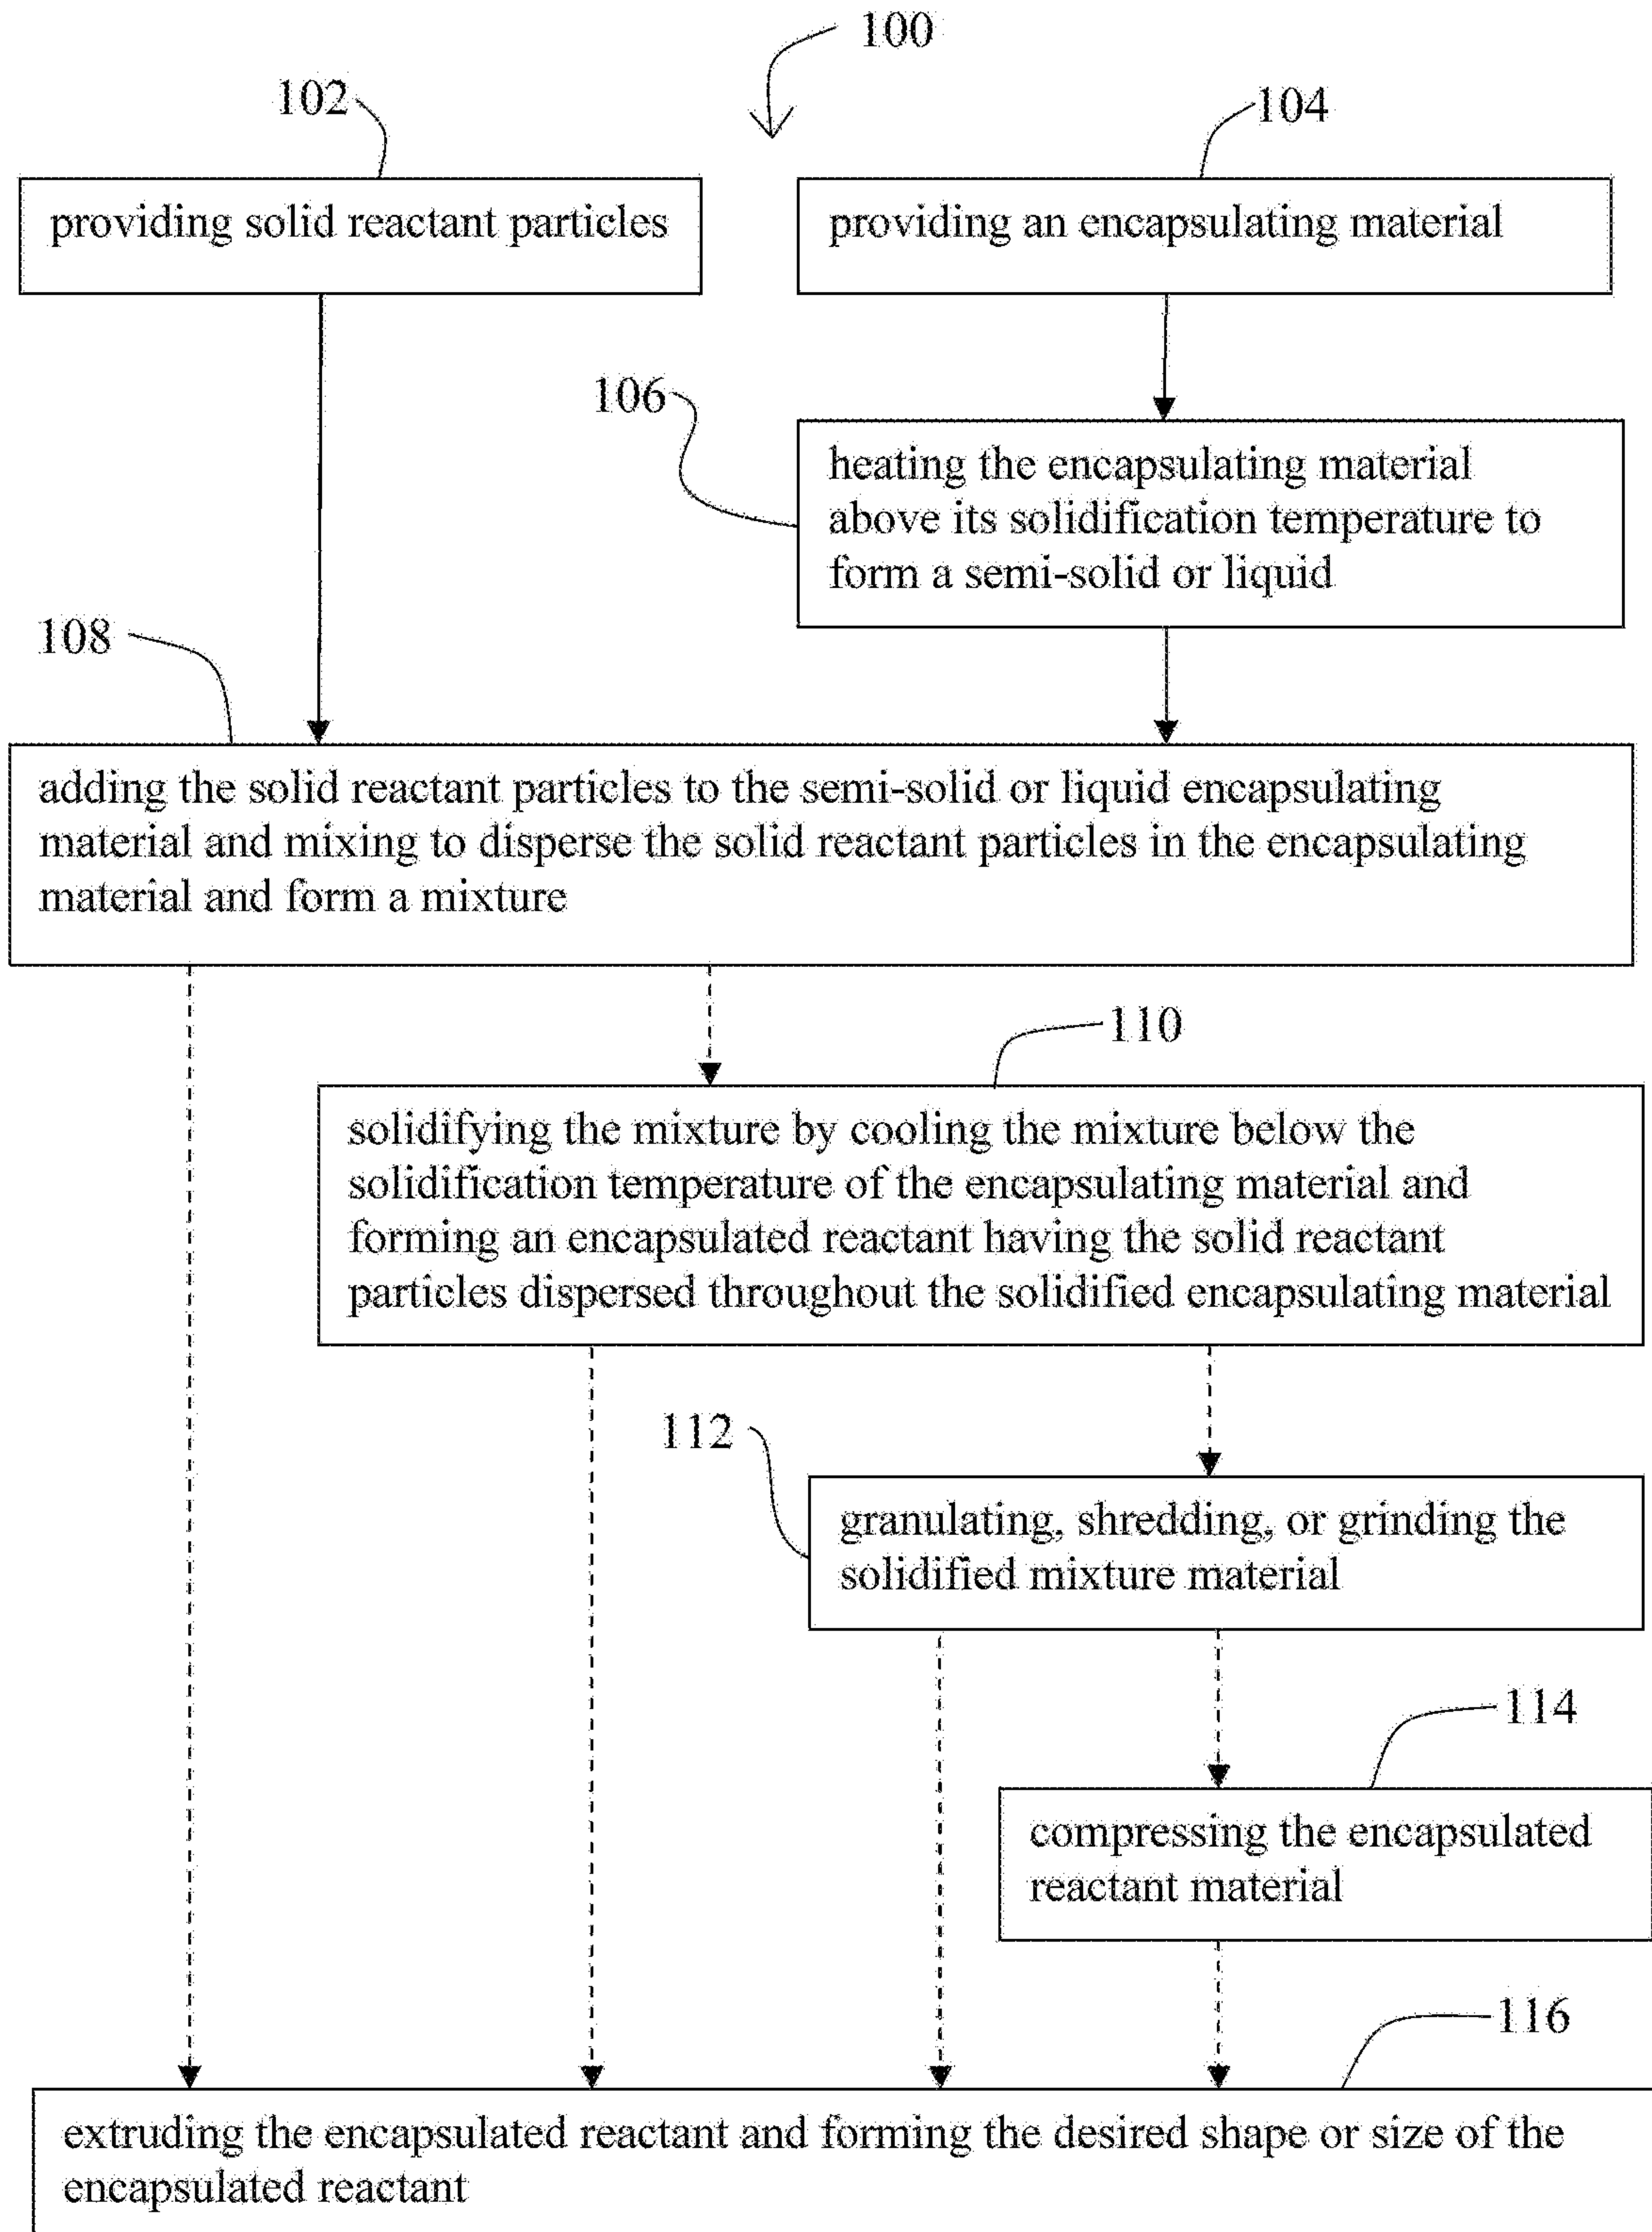 100
102
104
providing solid reactant particles
providing an encapsulating material
106
heating the encapsulating material
above its solidification temperature to
form a semi-solid or liquid
108
adding the solid reactant particles to the semi-solid or liquid encapsulating
material and mixing to disperse the solid reactant particles in the encapsulating
material and form a mixture
110
solidifying the mixture by cooling the mixture below the
solidification temperature of the encapsulating material and
forming an encapsulated reactant having the solid reactant
particles dispersed throughout the solidified encapsulating material
112
granulating, shredding, or grinding the
solidified mixture material
114
compressing the encapsulated
reactant material
116
extruding the encapsulated reactant and forming the desired shape or size of the
encapsulated reactant